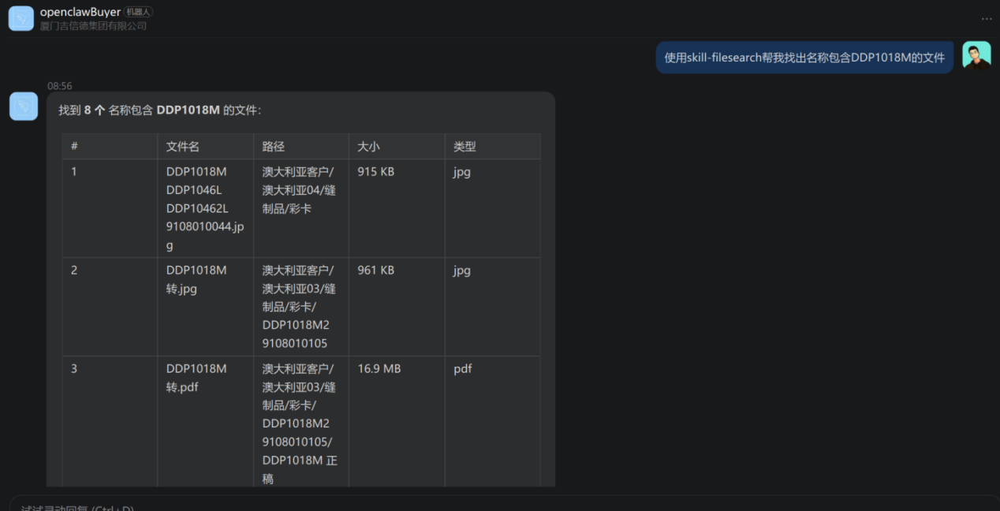 openclawBuyer 机器人
厦门吉信德集团有限公司
使用skill-filesearch帮我找出名称包含DDP1018M的文件
08:56
找到 8 个 名称包含 DDP1018M 的文件:
# 文件名 路径 大小 类型
1 DDP1018M 澳大利亚客户/ 915 KB jpg
DDP1046L 澳大利亚04/缝
DDP10462L 制品/彩卡
9108010044.jp
g
2 DDP1018M 澳大利亚客户/ 961 KB jpg
转.jpg 澳大利亚03/缝
制品/彩卡/
DDP1018M2
9108010105
3 DDP1018M 澳大利亚客户/ 16.9 MB pdf
转.pdf 澳大利亚03/缝
制品/彩卡/
DDP1018M2
9108010105/
DDP1018M 正
稿
试试灵动回复 (Ctrl+D)